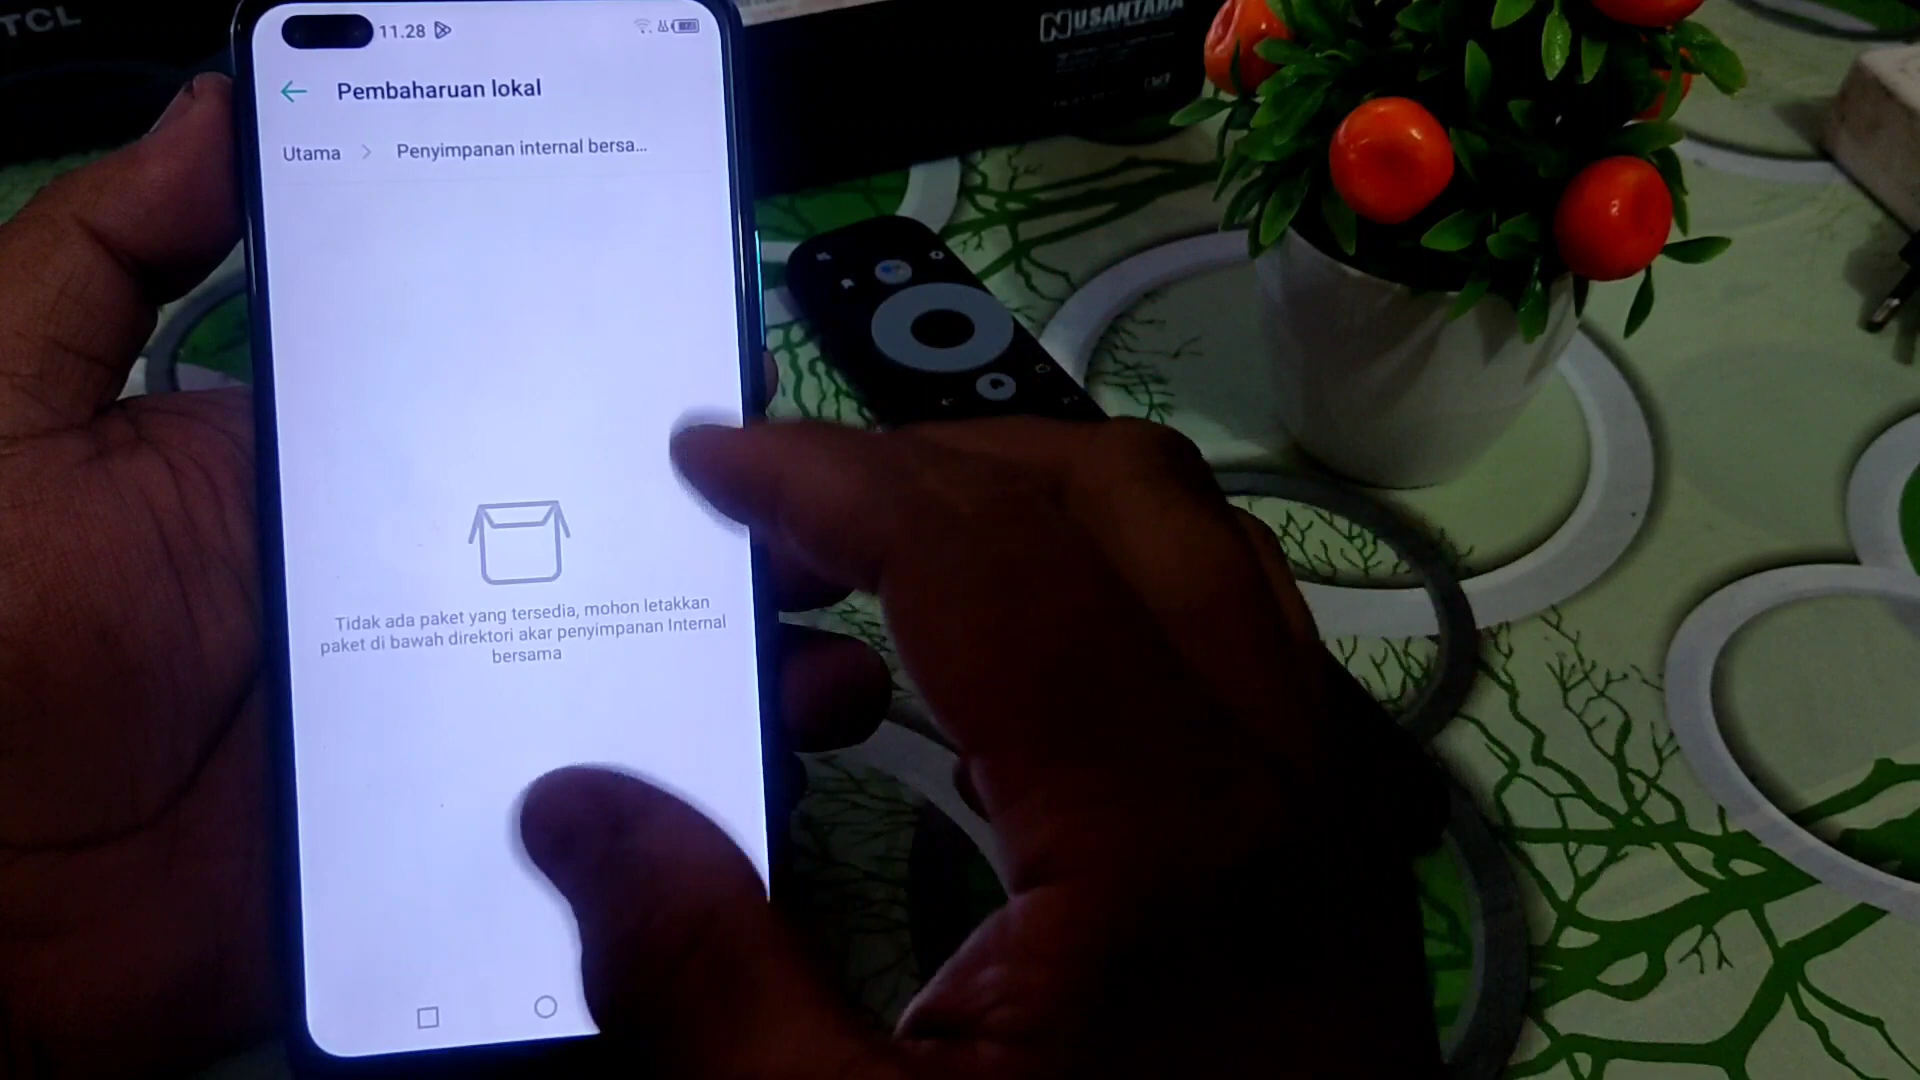 TCL
NUSANTARA
11.28
Pembaharuan lokal
Utama > Penyimpanan internal bersa...
Tidak ada paket yang tersedia, mohon letakkan
paket di bawah direktori akar penyimpanan Internal
bersama